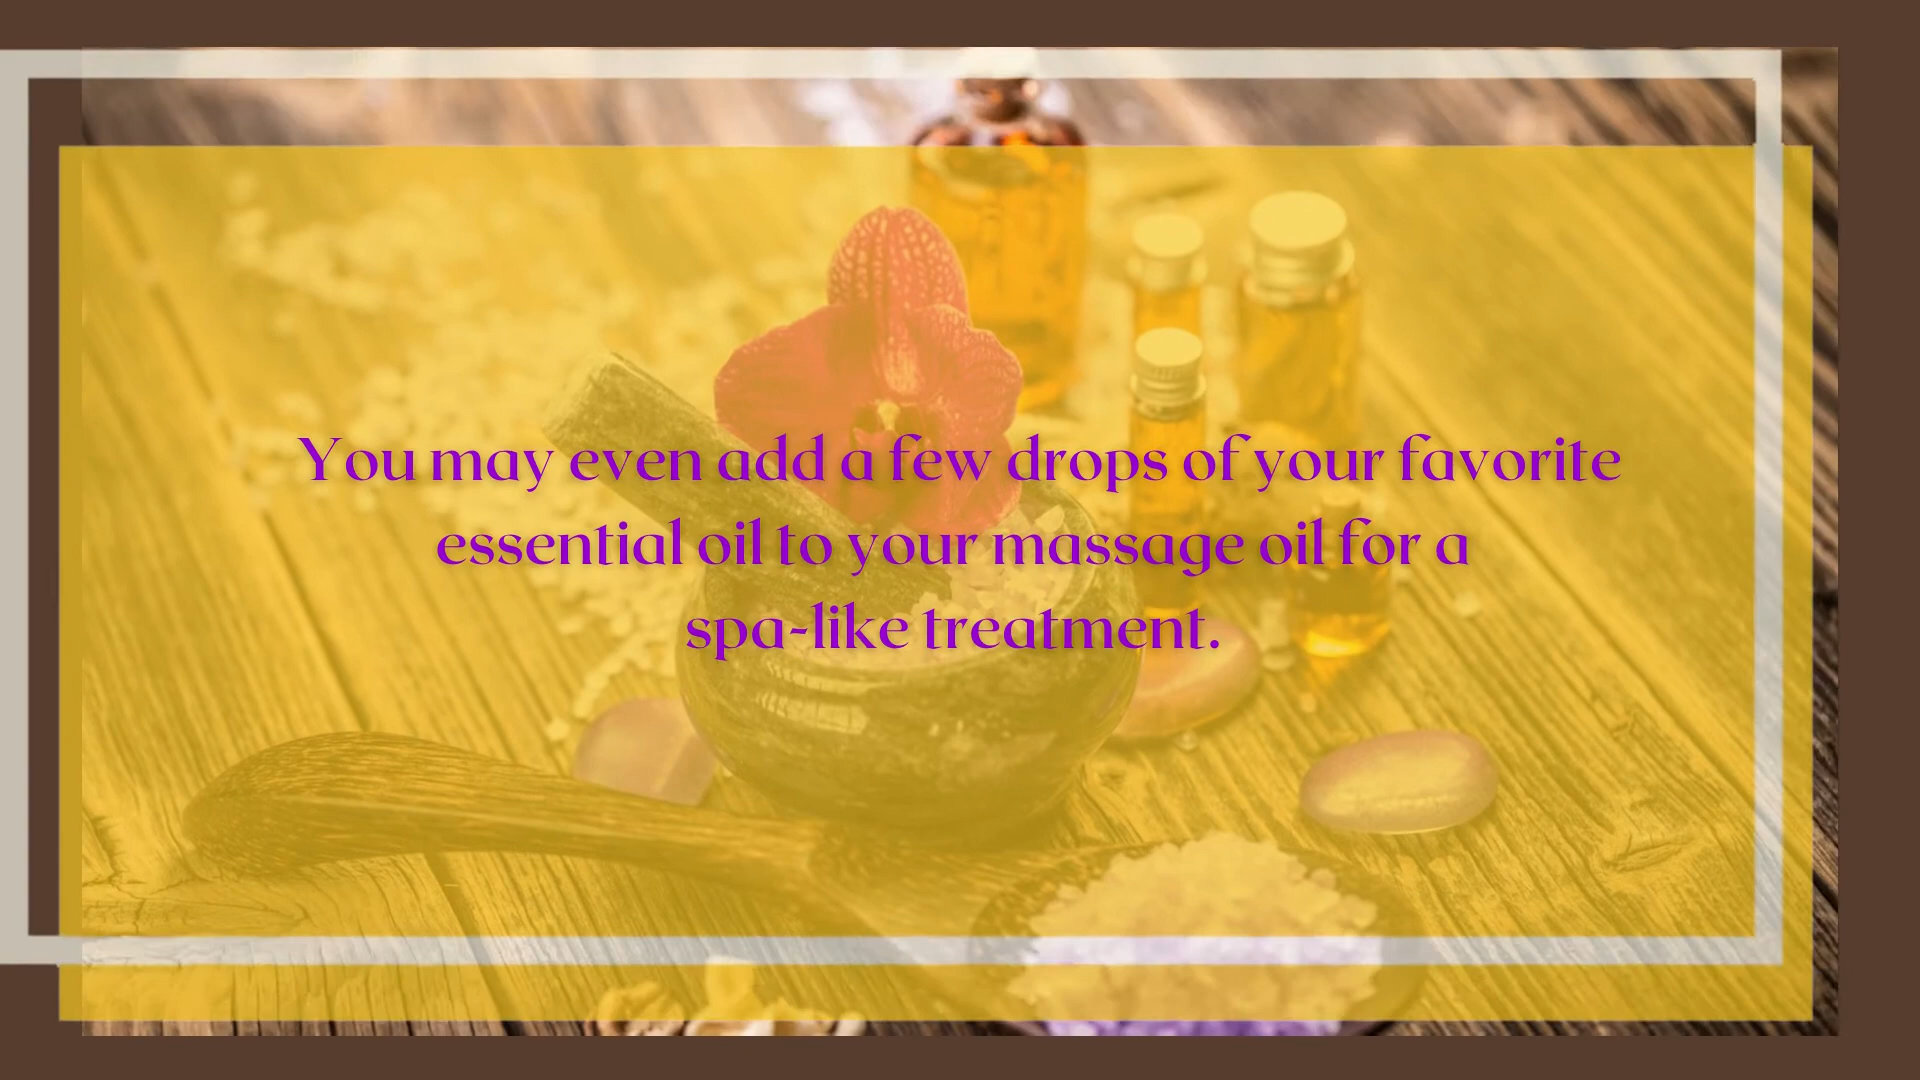 You may even add a few drops of your favorite
essential oil to your massage oil for a
spa-like treatment.